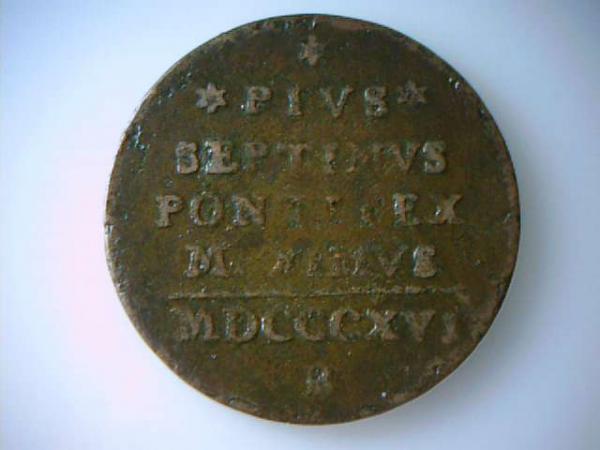 * PIVS *
SEPTIMVS
PONTIFEX
MAXIMVS
MDCCCXVI
B